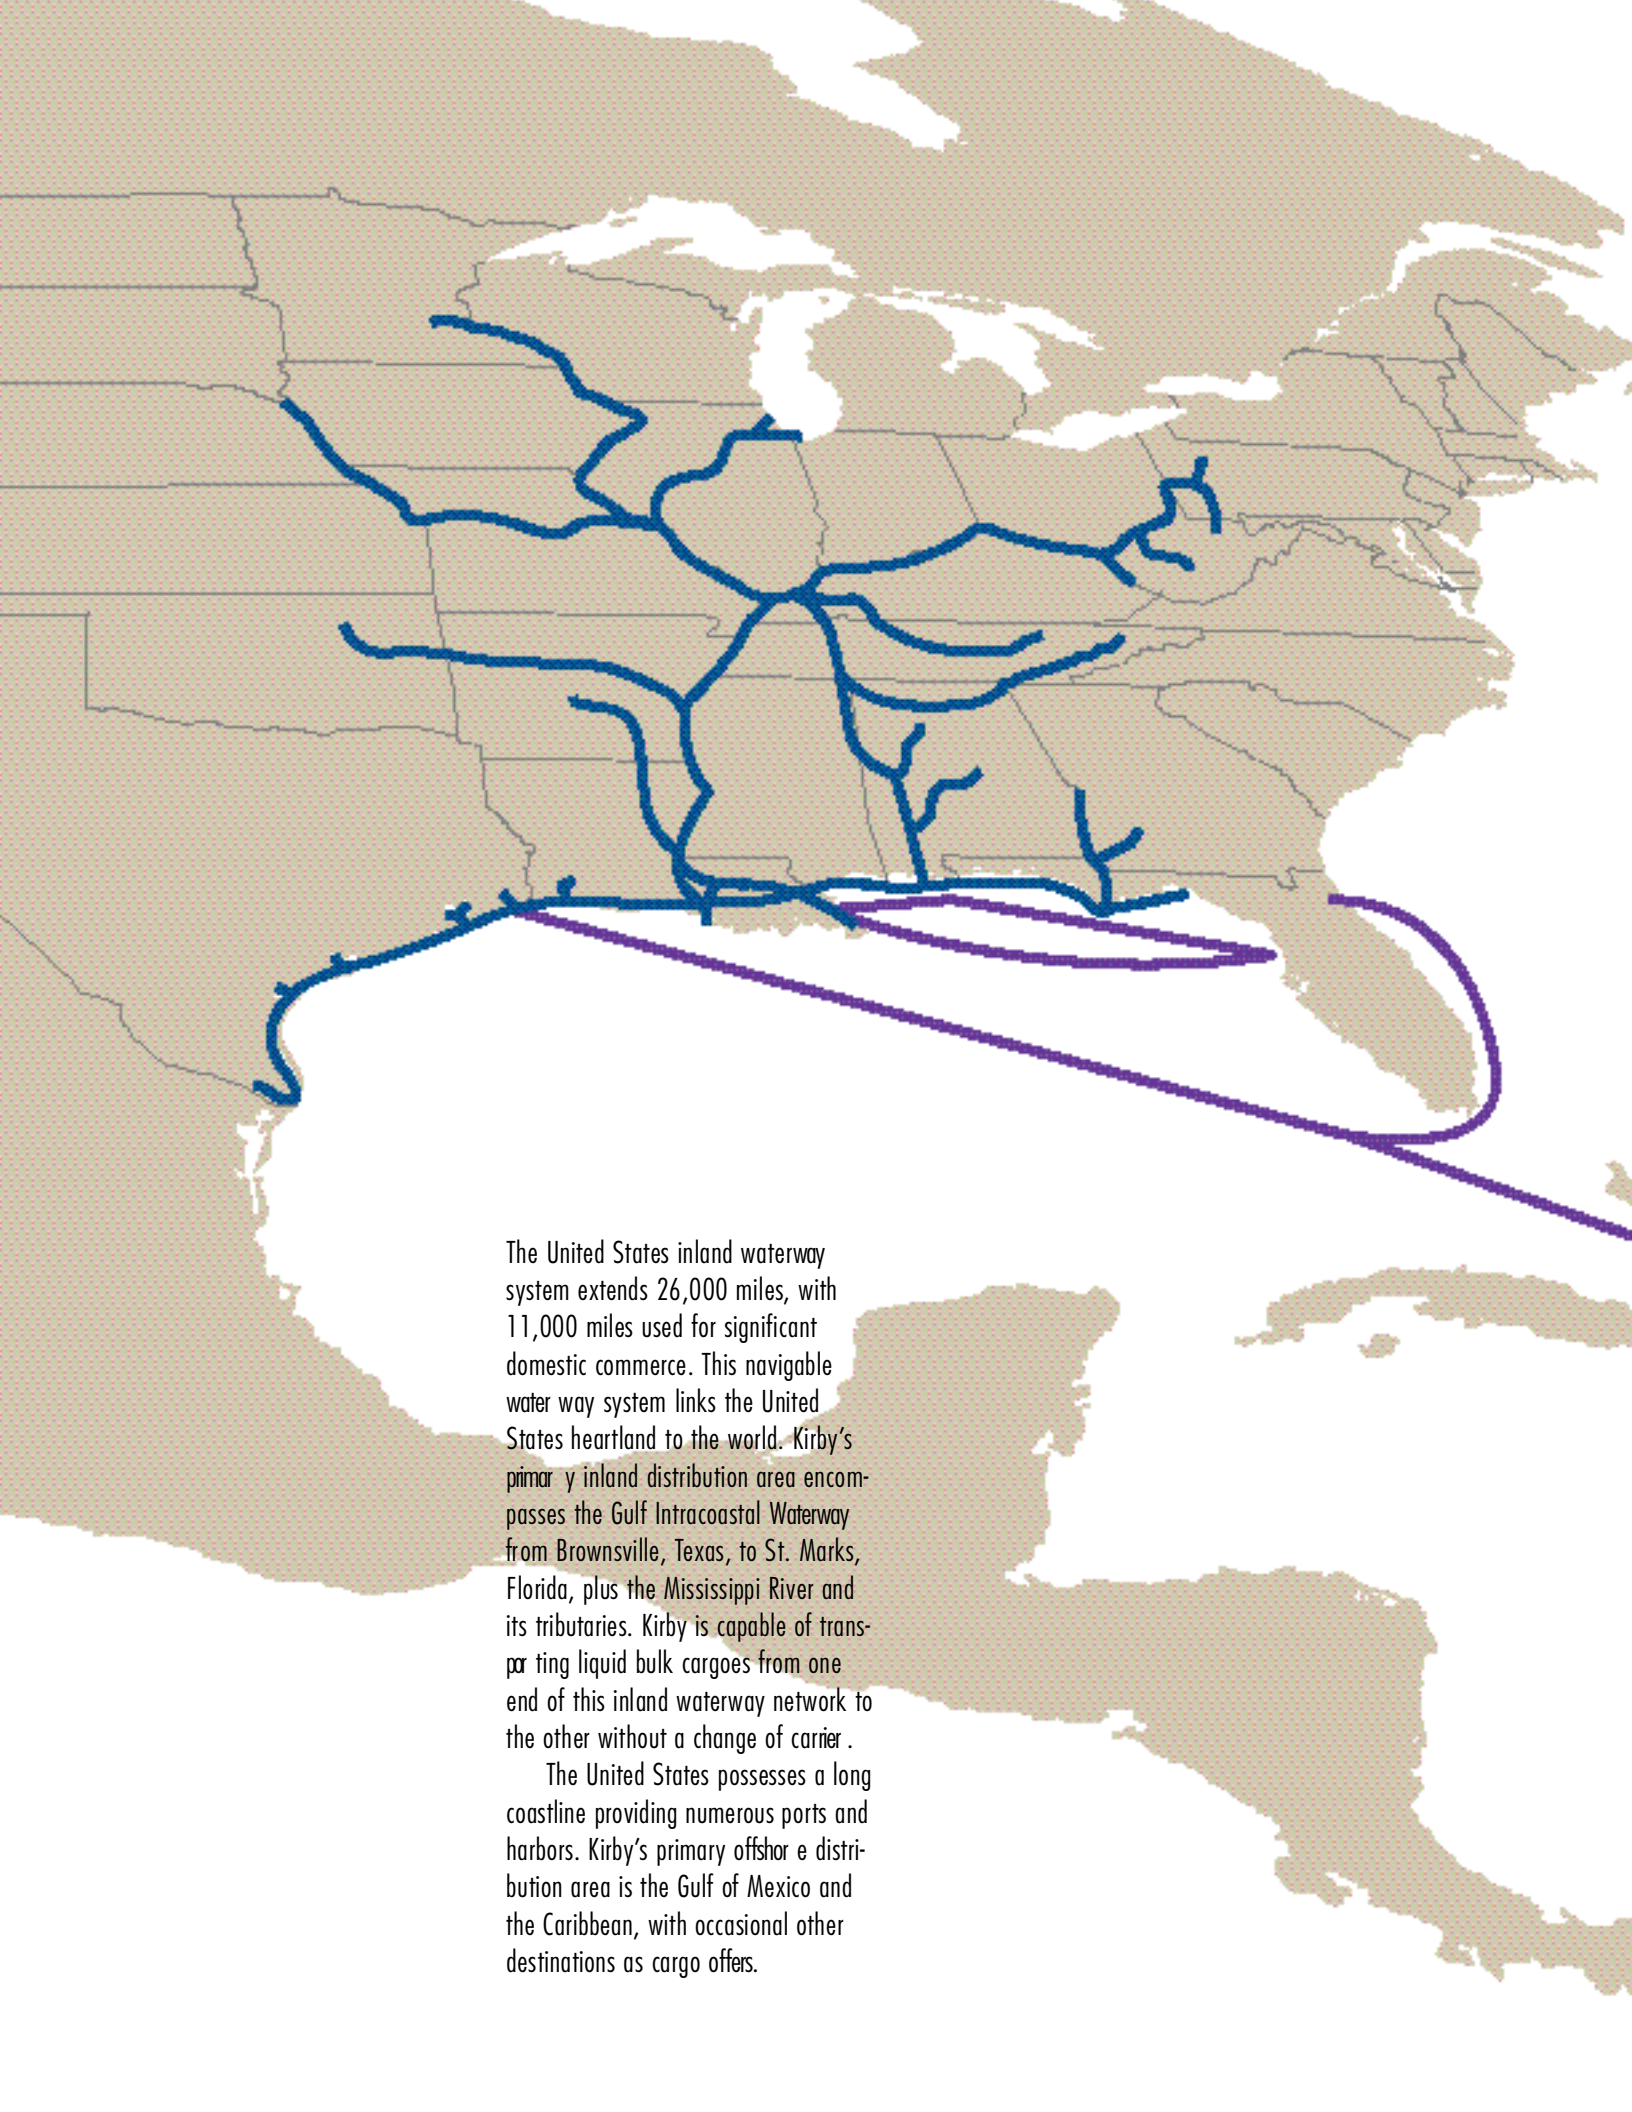 The United States inland waterway
system extends 26,000 miles, with
11,000 miles used for significant
domestic commerce. This navigable
water way system links the United
States heartland to the world. Kirby’s
primar y inland distribution area encom-
passes the Gulf Intracoastal Waterway
from Brownsville, Texas, to St. Marks,
Florida, plus the Mississippi River and
its tributaries. Kirby is capable of trans-
por ting liquid bulk cargoes from one
end of this inland waterway network to
the other without a change of carrier .
The United States possesses a long
coastline providing numerous ports and
harbors. Kirby’s primary offshor e distri-
bution area is the Gulf of Mexico and
the Caribbean, with occasional other
destinations as cargo offers.